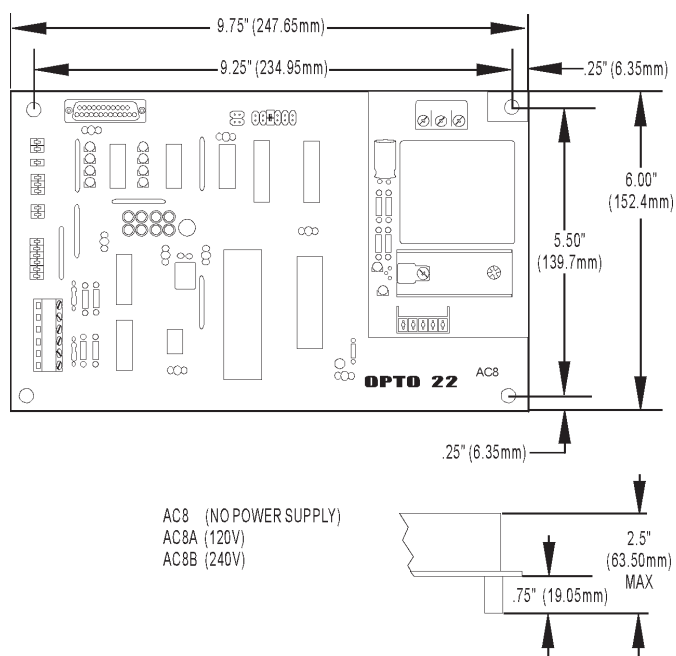 9.75" (247.65mm)
9.25" (234.95mm)
.25" (6.35mm)
6.00"
(152.4mm)
5.50"
(139.7mm)
OPTO 22
AC8
.25" (6.35mm)
AC8 (NO POWER SUPPLY)
AC8A (120V)
AC8B (240V)
2.5"
(63.50mm)
MAX
.75" (19.05mm)